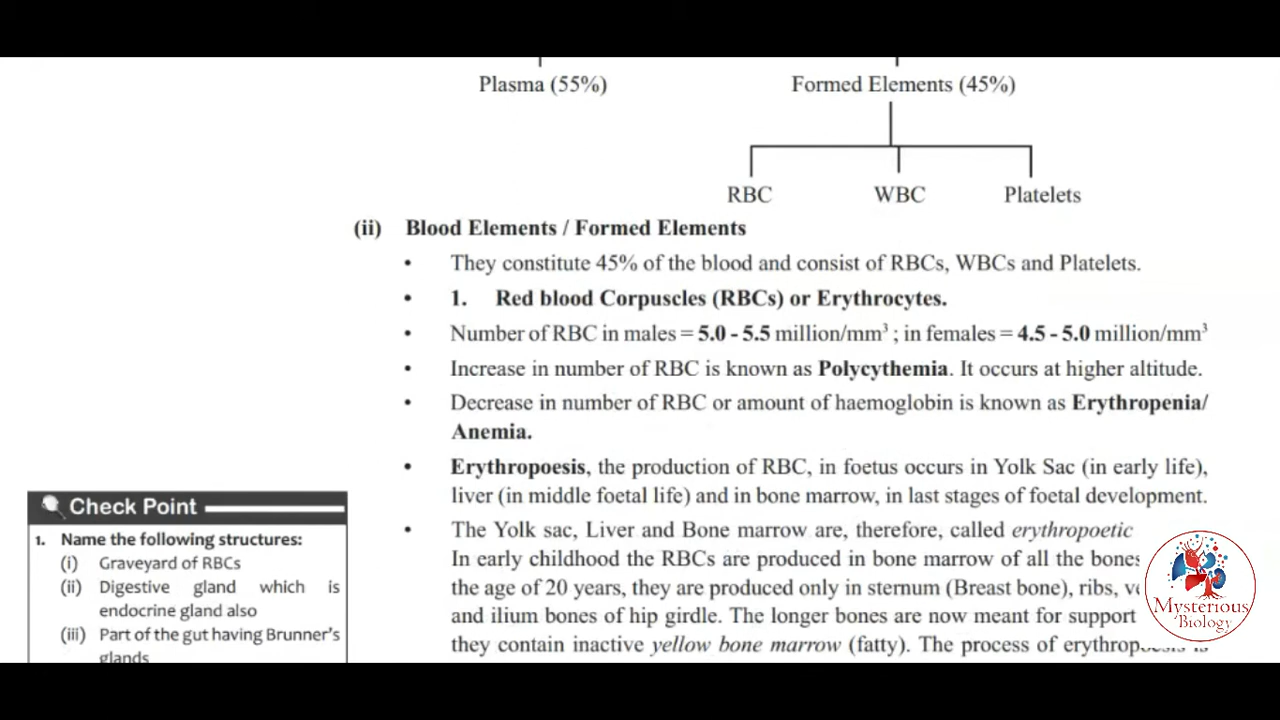 Plasma (55%)
Formed Elements (45%)
RBC
WBC
Platelets
(ii) Blood Elements / Formed Elements
• They constitute 45% of the blood and consist of RBCs, WBCs and Platelets.
• 1. Red blood Corpuscles (RBCs) or Erythrocytes.
• Number of RBC in males = 5.0 - 5.5 million/mm³ ; in females = 4.5 - 5.0 million/mm³
• Increase in number of RBC is known as Polycythemia. It occurs at higher altitude.
• Decrease in number of RBC or amount of haemoglobin is known as Erythropenia/
Anemia.
• Erythropoesis, the production of RBC, in foetus occurs in Yolk Sac (in early life),
liver (in middle foetal life) and in bone marrow, in last stages of foetal development.
• The Yolk sac, Liver and Bone marrow are, therefore, called erythropoetic
In early childhood the RBCs are produced in bone marrow of all the bones
the age of 20 years, they are produced only in sternum (Breast bone), ribs,
and ilium bones of hip girdle. The longer bones are now meant for support
they contain inactive yellow bone marrow (fatty). The process of
Check Point
1. Name the following structures:
(i) Graveyard of RBCs
(ii) Digestive gland which is
endocrine gland also
(iii) Part of the gut having Brunner's
glands
Mysterious
Biology